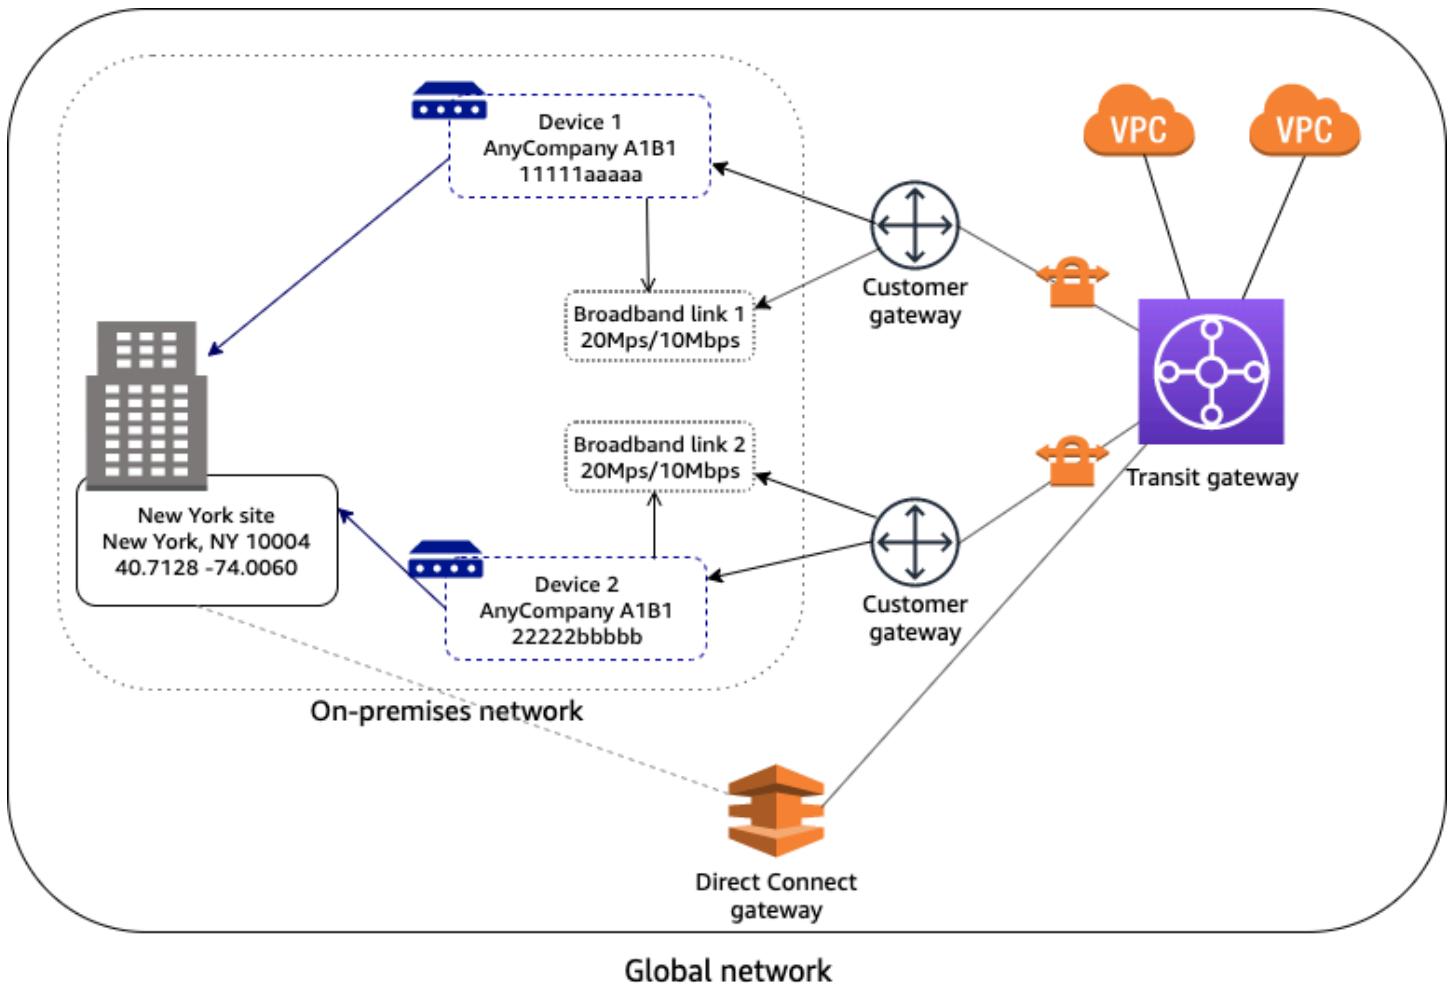 Device 1
AnyCompany A1B1
11111aaaaa
VPC
VPC
Customer
gateway
Broadband link 1
20Mps/10Mbps
Broadband link 2
20Mps/10Mbps
Transit gateway
New York site
New York, NY 10004
40.7128 -74.0060
Device 2
AnyCompany A1B1
22222bbbbb
Customer
gateway
On-premises network
Direct Connect
gateway
Global network